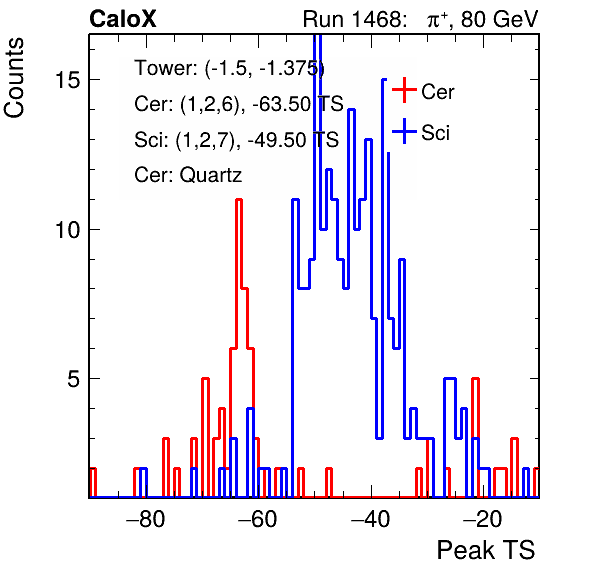 CaloX Run 1468: π⁺, 80 GeV
Counts
Tower: (-1.5, -1.375)
Cer: (1,2,6), -63.50 TS
Sci: (1,2,7), -49.50 TS
Cer: Quartz
Cer
Sci
15
10
5
−80 −60 −40 −20
Peak TS